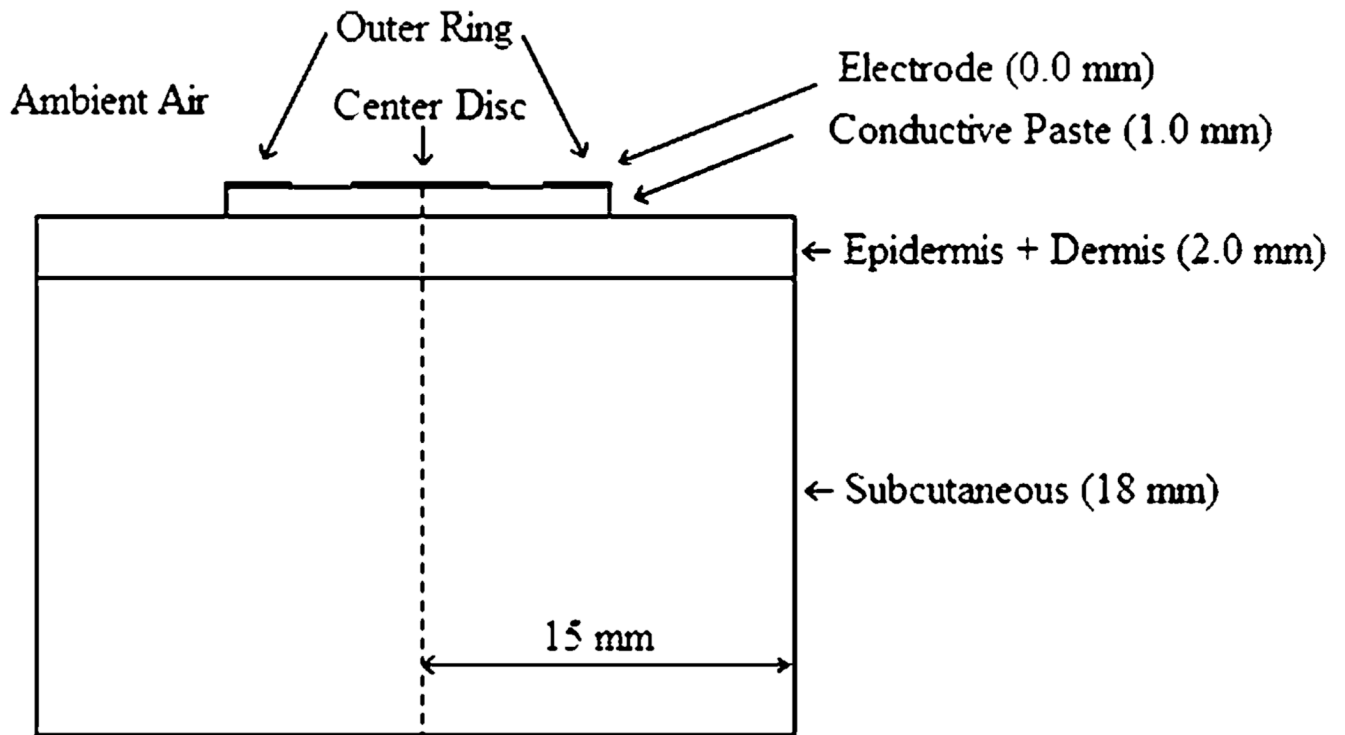 Outer Ring
Electrode (0.0 mm)
Ambient Air
Center Disc
Conductive Paste (1.0 mm)
Epidermis + Dermis (2.0 mm)
Subcutaneous (18 mm)
15 mm